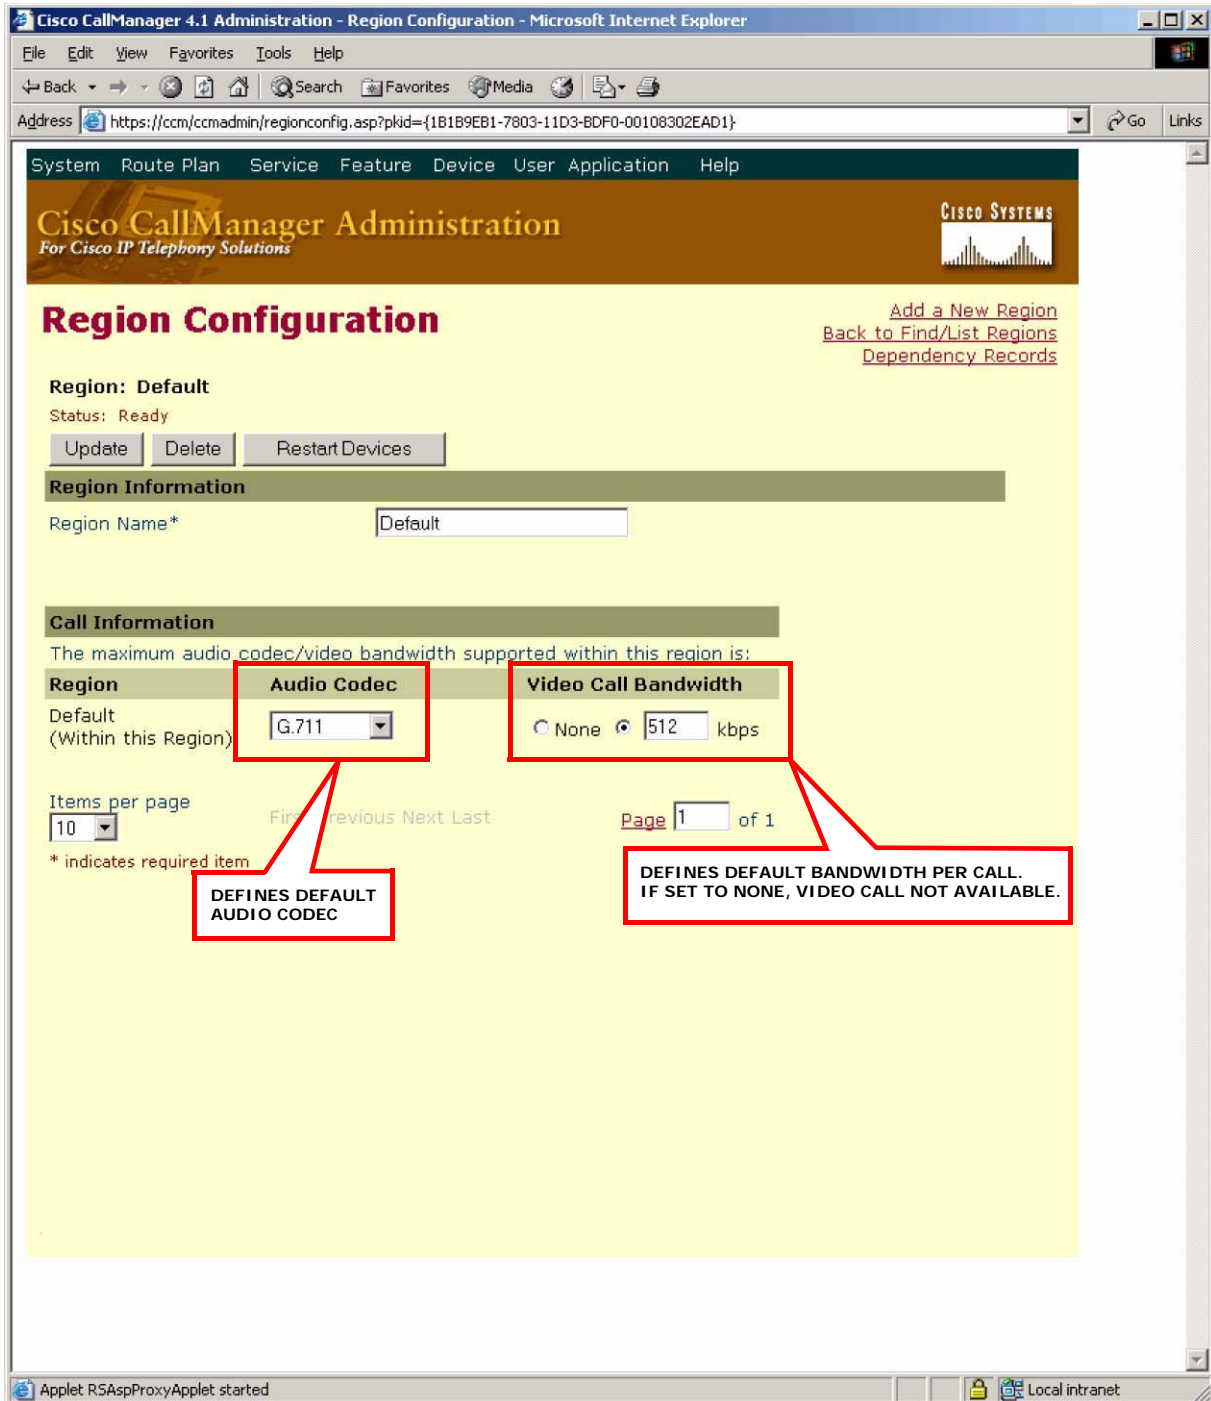 Cisco CallManager 4.1 Administration - Region Configuration - Microsoft Internet Explorer
File Edit View Favorites Tools Help
Back Search Favorites Media
Address https://ccm/ccmadmin/regionconfig.asp?pkid={1B1B9EB1-7803-11D3-BDF0-00108302EAD1} Go Links
System Route Plan Service Feature Device User Application Help
Cisco CallManager Administration
For Cisco IP Telephony Solutions
CISCO SYSTEMS
Region Configuration
Add a New Region
Back to Find/List Regions
Dependency Records
Region: Default
Status: Ready
Update Delete Restart Devices
Region Information
Region Name* Default
Call Information
The maximum audio codec/video bandwidth supported within this region is:
Region Audio Codec Video Call Bandwidth
Default
(Within this Region) G.711 None 512 kbps
Items per page
10 Next Last Page 1 of 1
* indicates required item
DEFINES DEFAULT
AUDIO CODEC
DEFINES DEFAULT BANDWIDTH PER CALL.
IF SET TO NONE, VIDEO CALL NOT AVAILABLE.
Applet RSAspProxyApplet started Local intranet